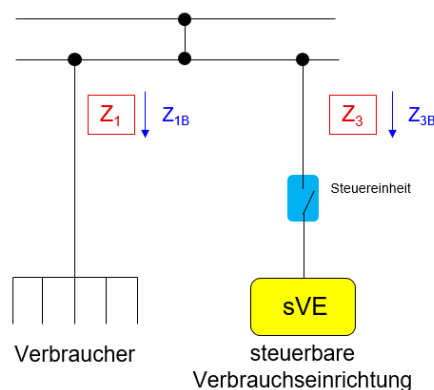 Z1 Z1B Z3 Z3B
Steuereinheit
sVE
Verbraucher steuerbare
Verbrauchseinrichtung